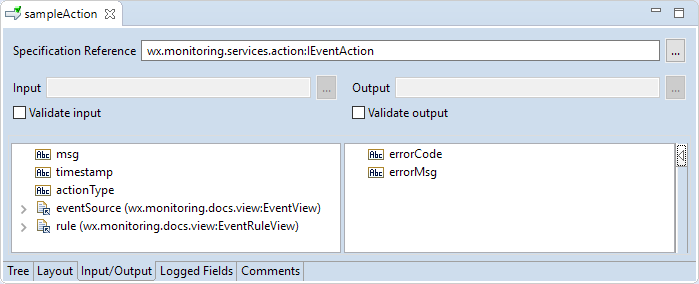 sampleAction
Specification Reference wx.monitoring.services.action:IEventAction ...
Input ... Output ...
Validate input Validate output
Abc msg
Abc timestamp
Abc actionType
eventSource (wx.monitoring.docs.view:EventView)
rule (wx.monitoring.docs.view:EventRuleView)
Abc errorCode
Abc errorMsg
Tree Layout Input/Output Logged Fields Comments